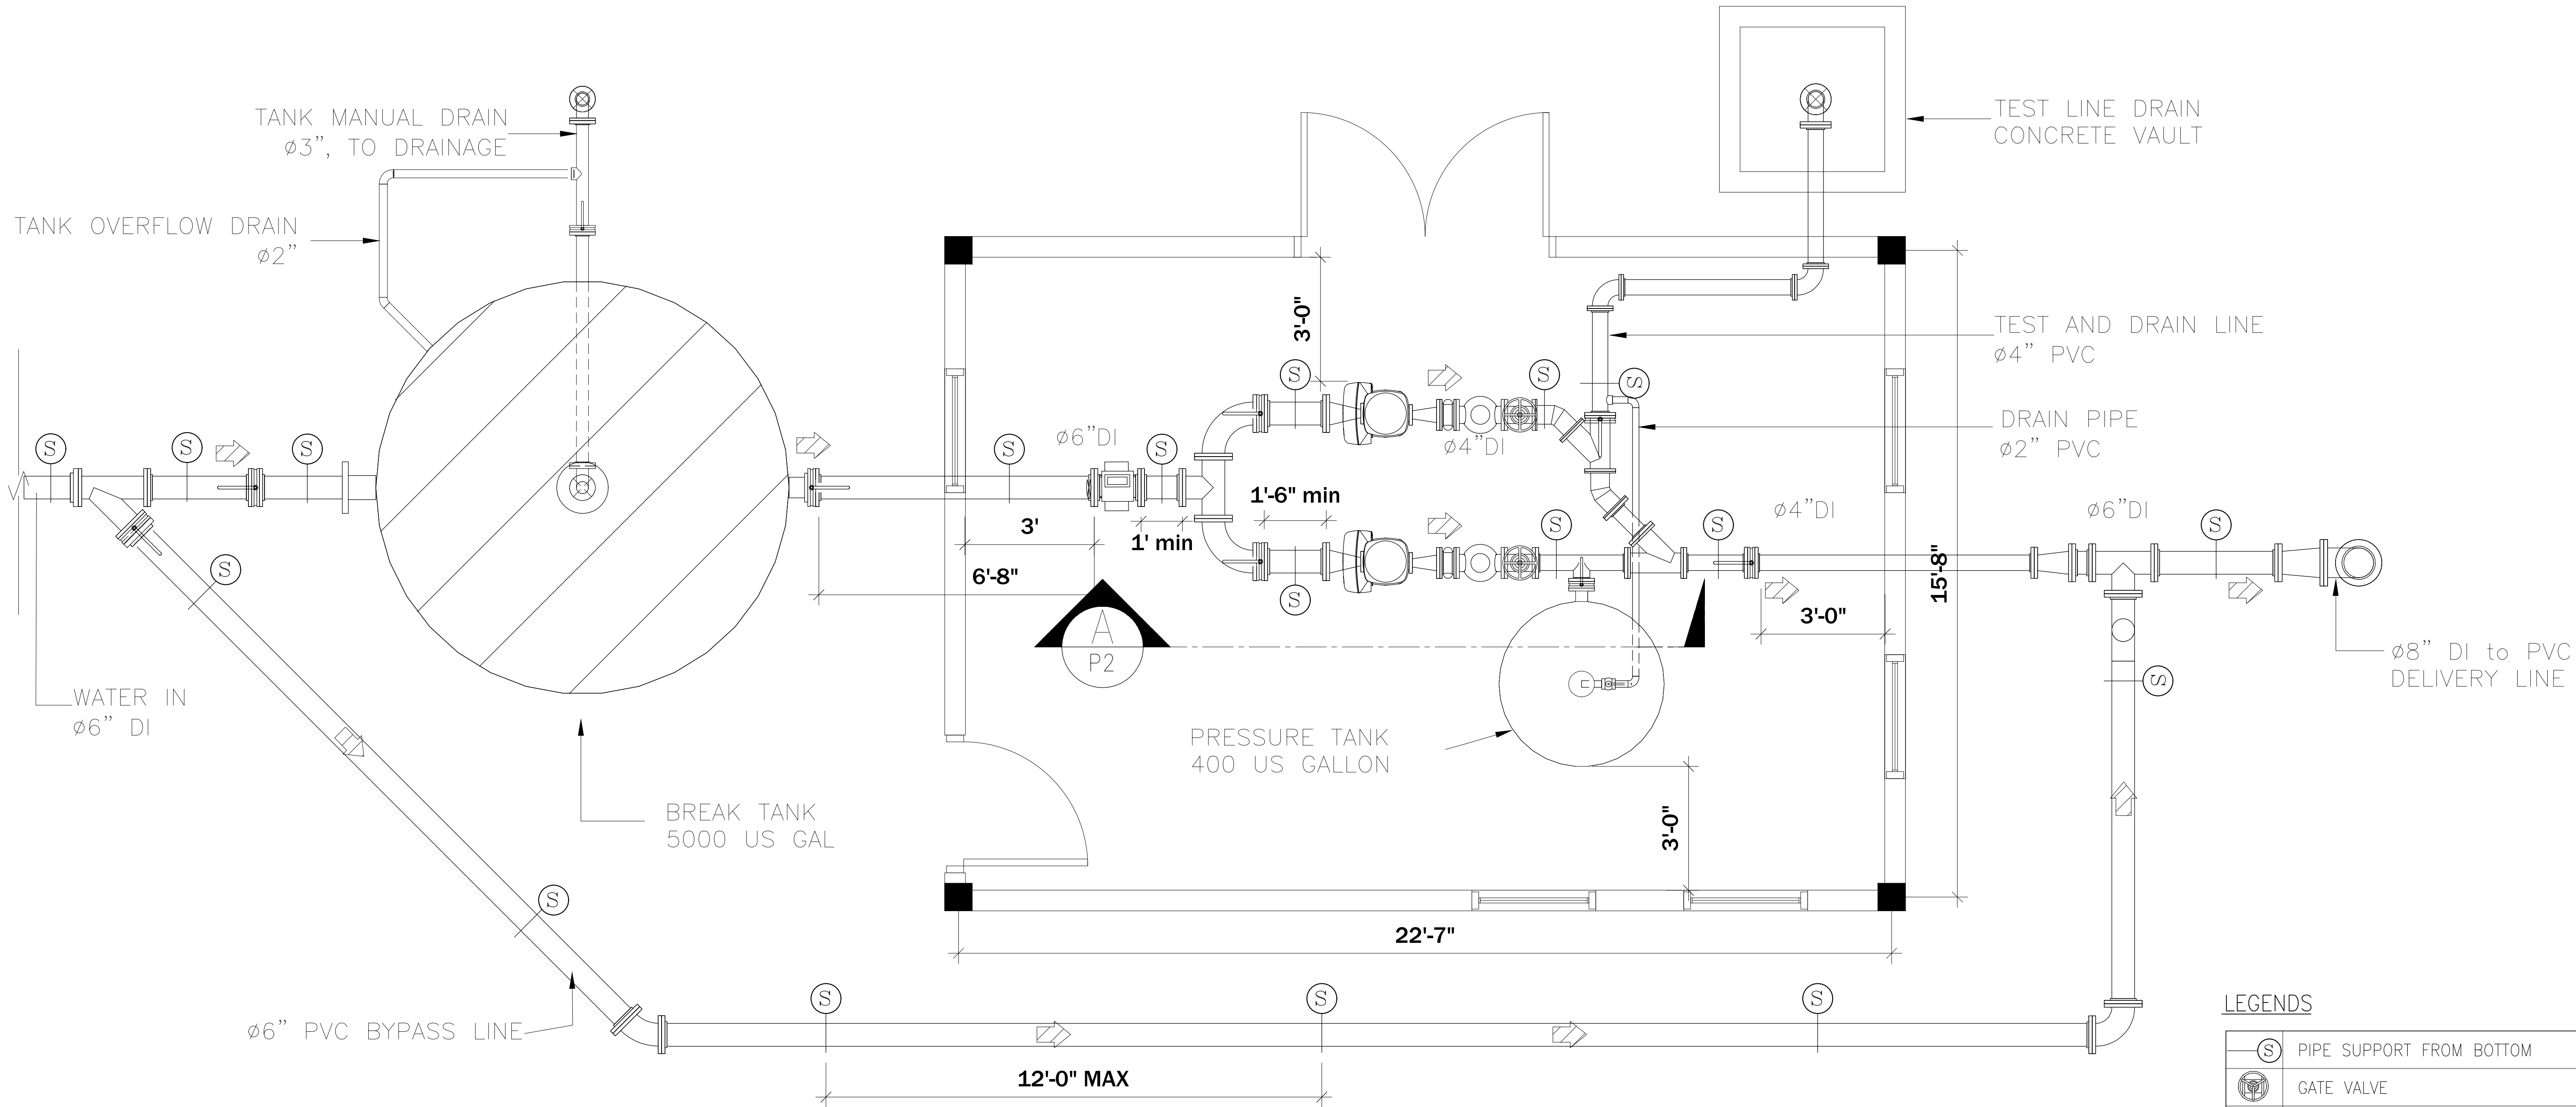 TANK MANUAL DRAIN
ø3”, TO DRAINAGE
TANK OVERFLOW DRAIN
ø2”
TEST LINE DRAIN
CONCRETE VAULT
TEST AND DRAIN LINE
ø4” PVC
DRAIN PIPE
ø2” PVC
3'-0"
S
S
S
S
S
S
S
S
ø6”DI
ø4”DI
1'-6" min
3'
1' min
6'-8"
S
S
S
S
ø4”DI
ø6”DI
S
15'-8"
3'-0"
A
P2
S
ø8” DI to PVC
DELIVERY LINE
WATER IN
ø6” DI
PRESSURE TANK
400 US GALLON
BREAK TANK
5000 US GAL
3'-0"
S
22'-7"
S
S
S
ø6” PVC BYPASS LINE
12'-0" MAX
LEGENDS
S PIPE SUPPORT FROM BOTTOM
GATE VALVE